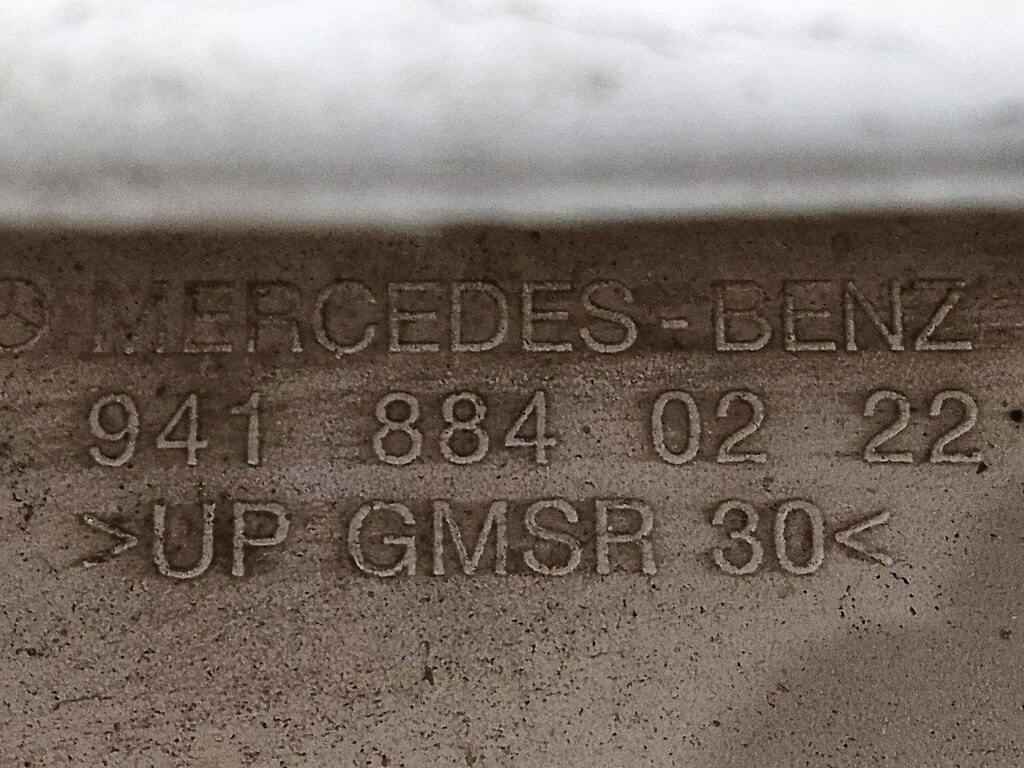 MERCEDES-BENZ
941 884 02 22
>UP GMSR 30<